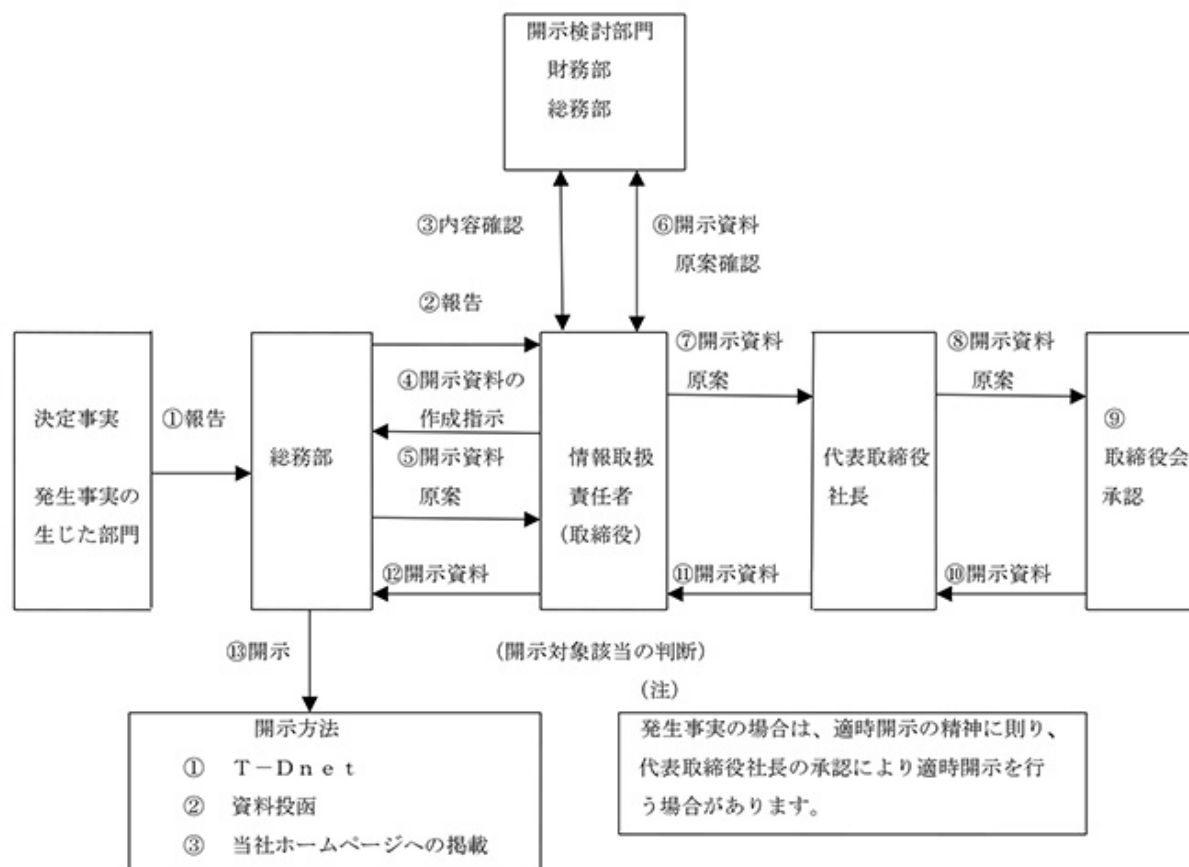 開示検討部門
財務部
総務部
③内容確認
⑥開示資料
原案確認
②報告
④開示資料の
作成指示
⑤開示資料
原案
⑦開示資料
原案
⑧開示資料
原案
決定事実
発生事実の
生じた部門
①報告
総務部
情報取扱
責任者
(取締役)
代表取締役
社長
⑨
取締役会
承認
⑫開示資料
⑪開示資料
⑩開示資料
⑬開示
(開示対象該当の判断)
(注)
開示方法
① T－Dnet
② 資料投函
③ 当社ホームページへの掲載
発生事実の場合は、適時開示の精神に則り、
代表取締役社長の承認により適時開示を行
う場合があります。